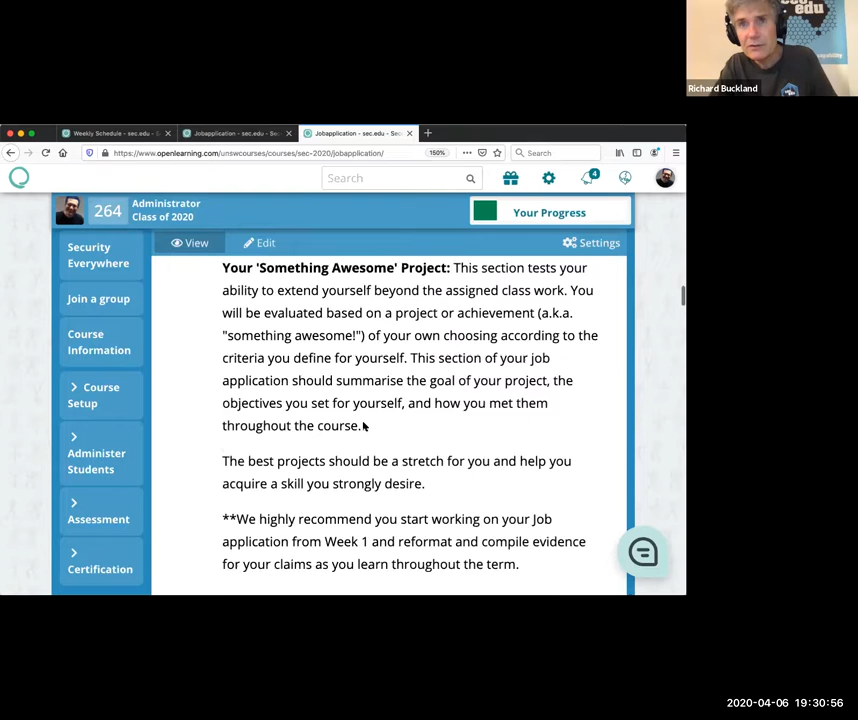 edu
Richard Buckland
Weekly Schedule - sec.edu - S
Jobapplication - sec.edu - Sec
Jobapplication - sec.edu - Sec
https://www.openlearning.com/unswcourses/courses/sec-2020/jobapplication/
150%
Search
Search
4
264
Administrator
Class of 2020
Your Progress
View
Edit
Settings
Security
Everywhere
Join a group
Course
Information
Course
Setup
Administer
Students
Assessment
Certification
Your 'Something Awesome' Project: This section tests your
ability to extend yourself beyond the assigned class work. You
will be evaluated based on a project or achievement (a.k.a.
"something awesome!") of your own choosing according to the
criteria you define for yourself. This section of your job
application should summarise the goal of your project, the
objectives you set for yourself, and how you met them
throughout the course.
The best projects should be a stretch for you and help you
acquire a skill you strongly desire.
**We highly recommend you start working on your Job
application from Week 1 and reformat and compile evidence
for your claims as you learn throughout the term.
2020-04-06 19:30:56